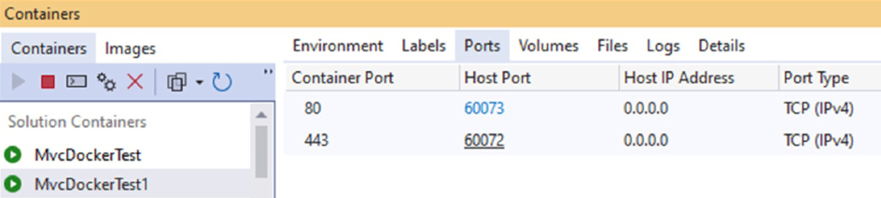 Containers
Containers Images
Environment Labels Ports Volumes Files Logs Details
Container Port Host Port Host IP Address Port Type
80 60073 0.0.0.0 TCP (IPv4)
443 60072 0.0.0.0 TCP (IPv4)
Solution Containers
MvcDockerTest
MvcDockerTest1